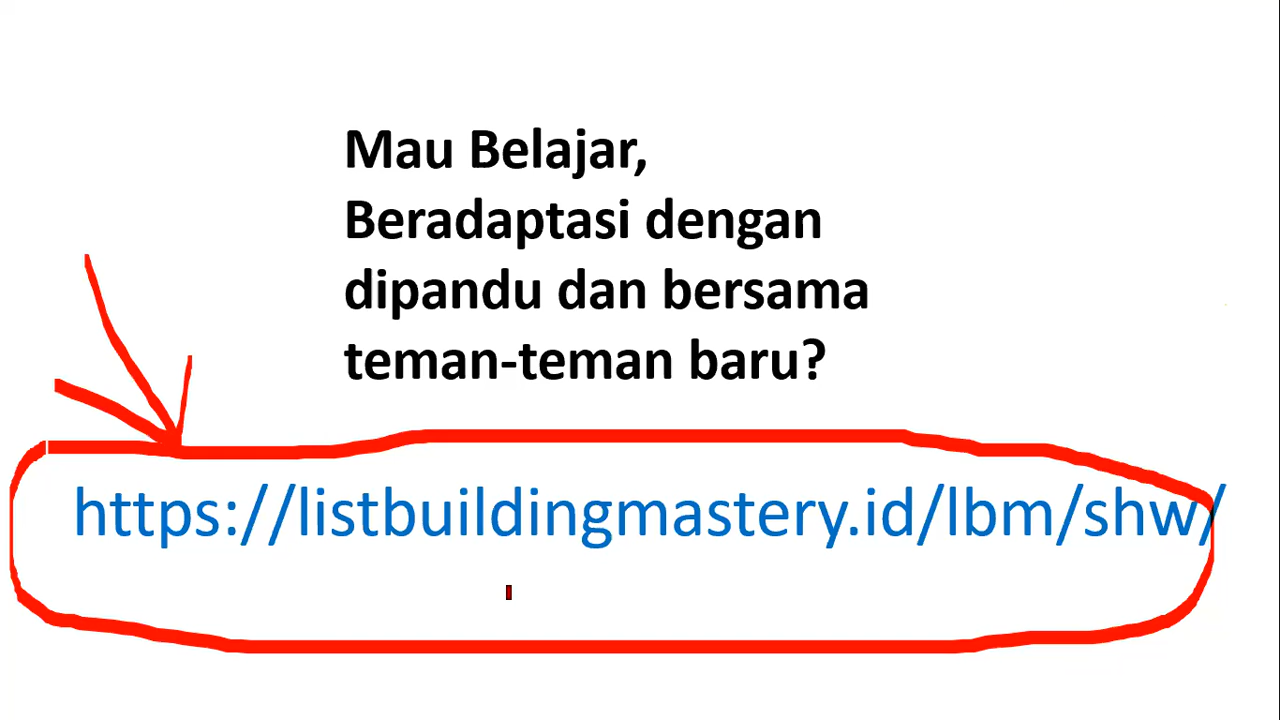 Mau Belajar,
Beradaptasi dengan
dipandu dan bersama
teman-teman baru?
https://listbuildingmastery.id/lbm/shw/